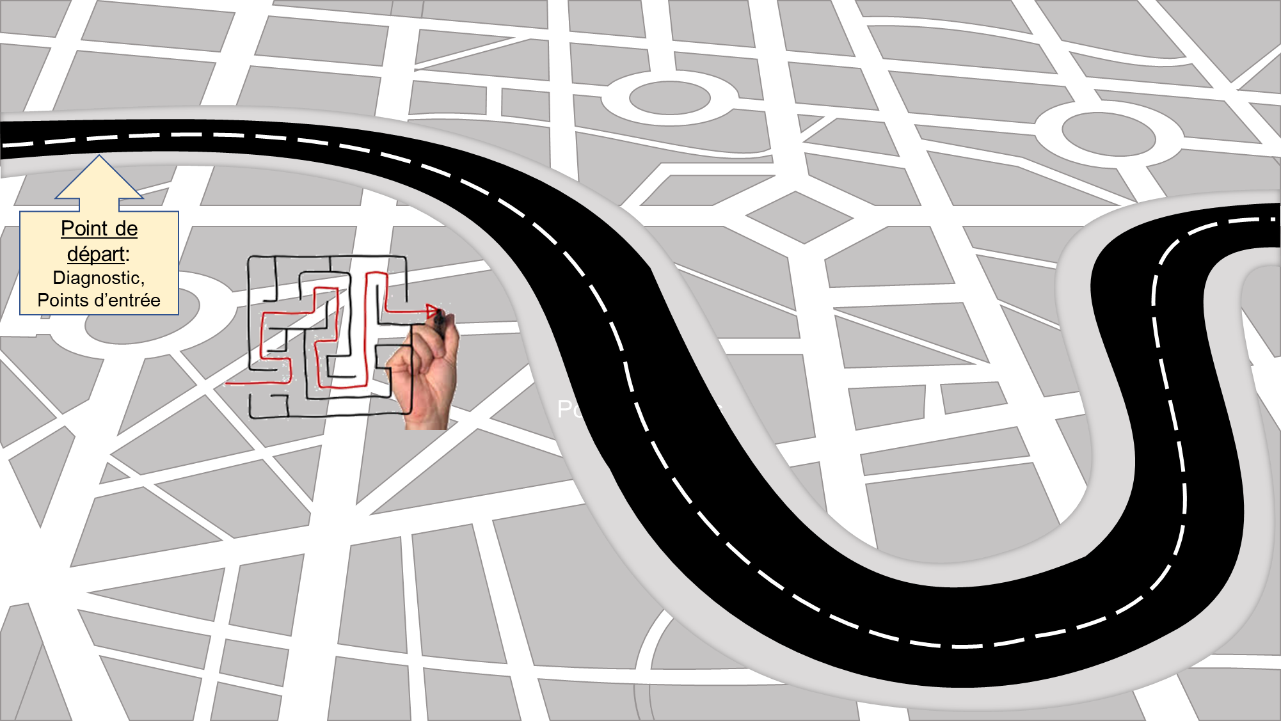 Point de
départ:
Diagnostic,
Points d'entrée